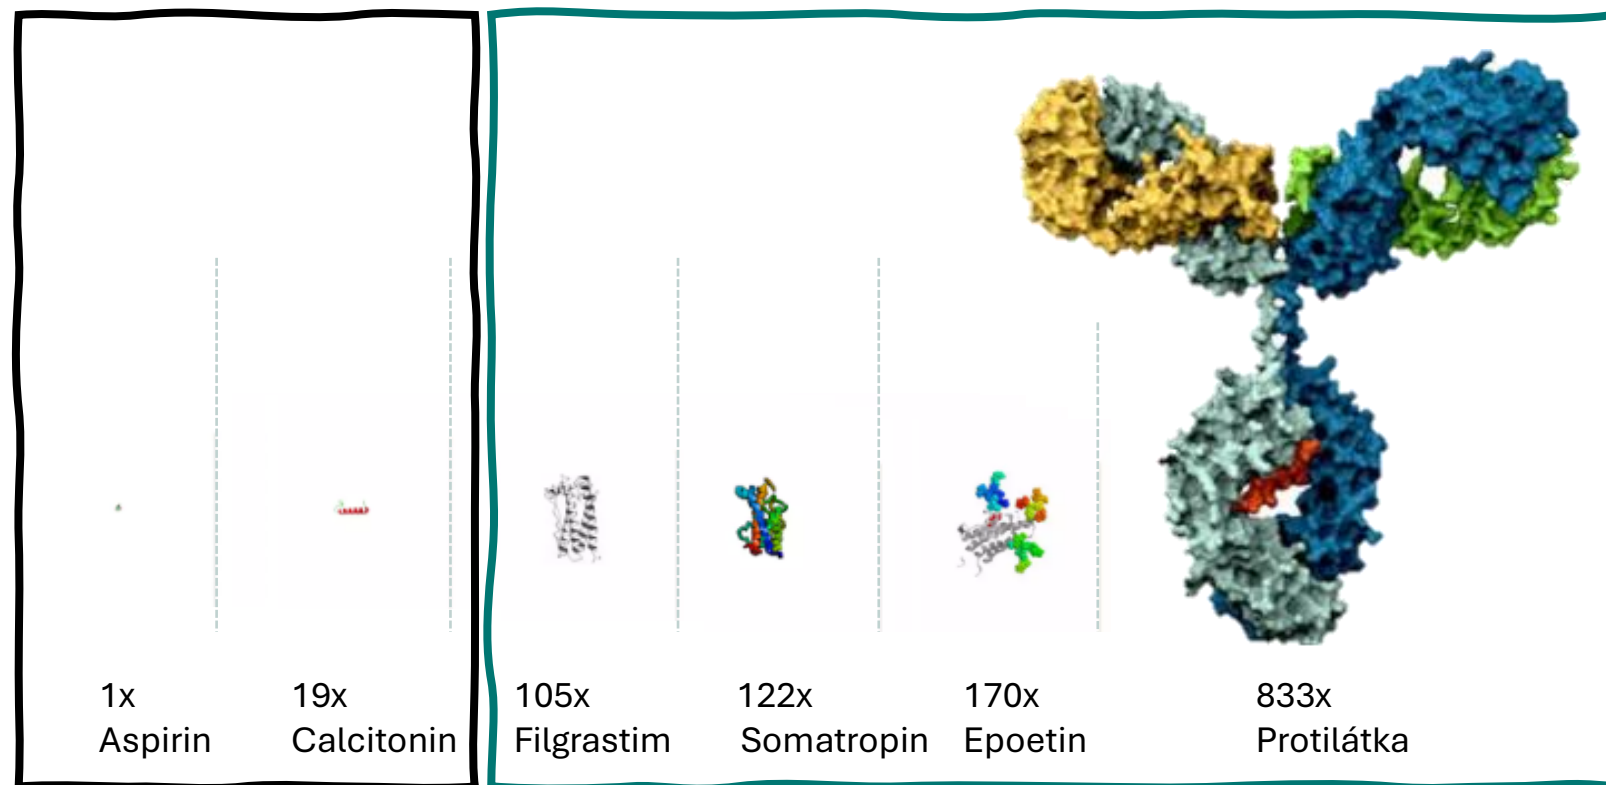 1x
Aspirin
19x
Calcitonin
105x
Filgrastim
122x
Somatropin
170x
Epoetin
833x
Protilátka